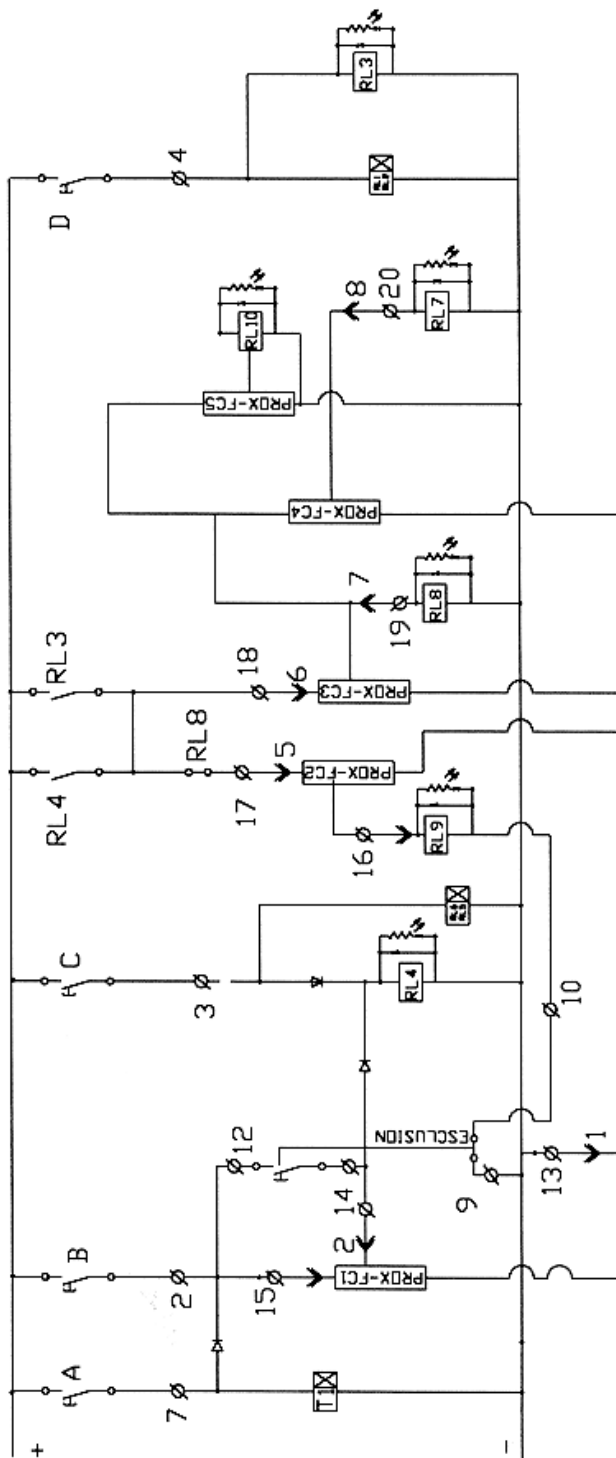 +
-
A
B
C
RL4
RL3
D
7
2
12
3
17
18
4
RL8
15
14
2
16
5
6
7
19
8
20
T1
PROX-FC1
ESCLUSION
9
13
1
10
RL4
RL9
PROX-FC2
PROX-FC3
RL8
PROX-FC4
PROX-FC5
RL10
RL7
RL3